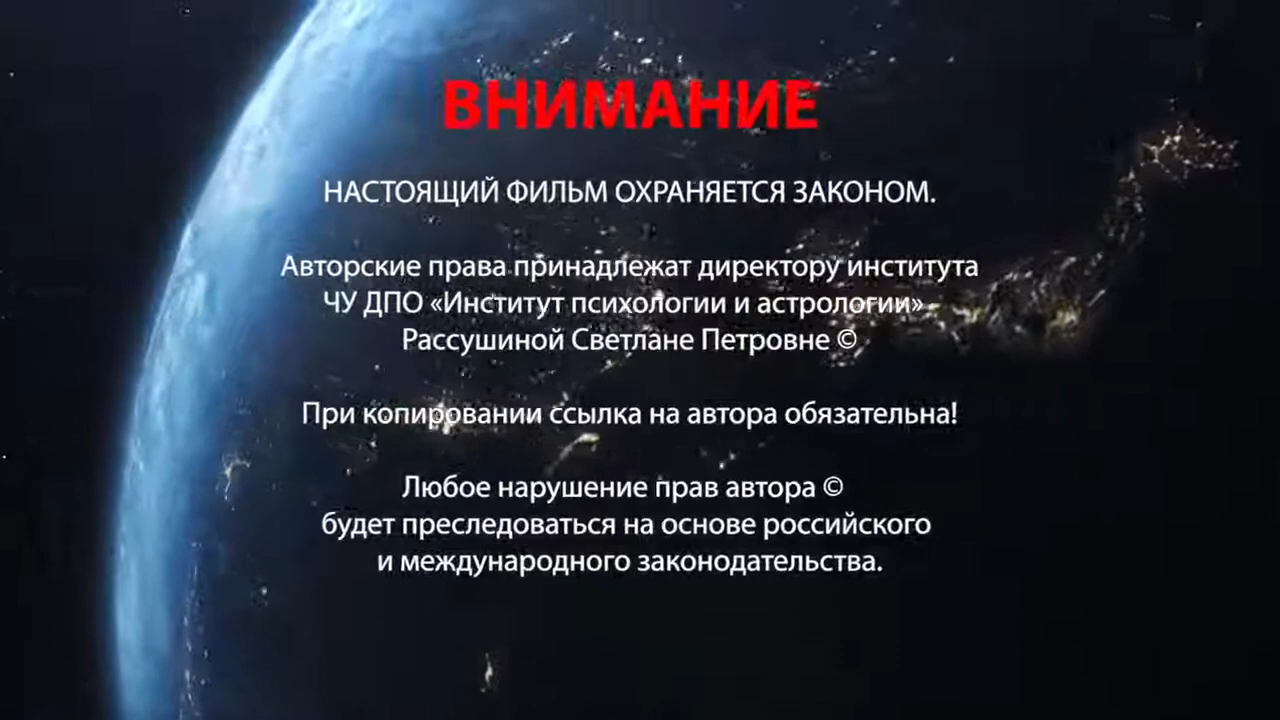 ВНИМАНИЕ
НАСТОЯЩИЙ ФИЛЬМ ОХРАНЯЕТСЯ ЗАКОНОМ.
Авторские права принадлежат директору института
ЧУ ДПО «Институт психологии и астрологии»
Рассушиной Светлане Петровне ©
При копировании ссылка на автора обязательна!
Любое нарушение прав автора ©
будет преследоваться на основе российского
и международного законодательства.